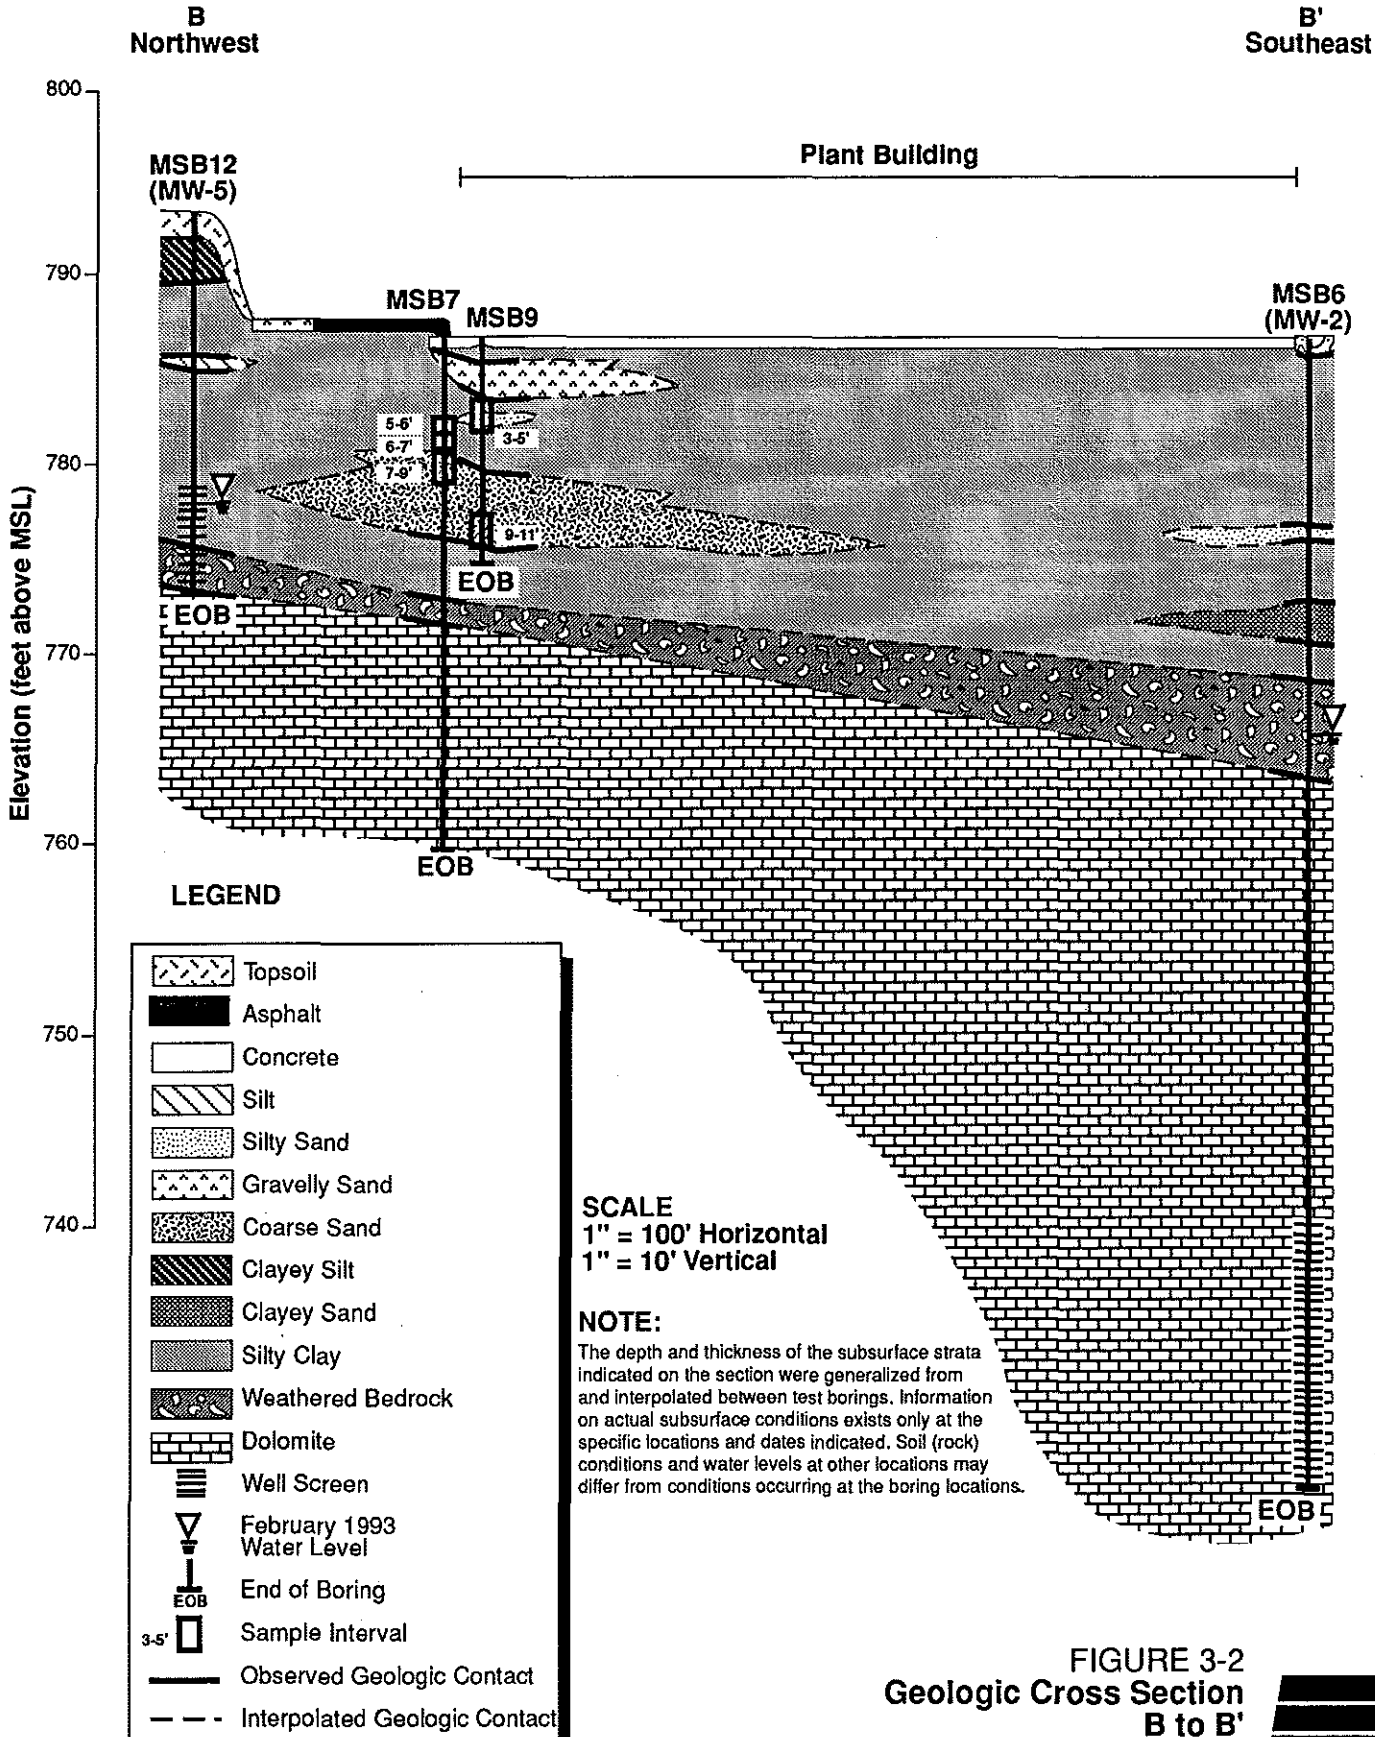 B
Northwest
B'
Southeast
800
790
780
770
760
750
740
Elevation (feet above MSL)
MSB12
(MW-5)
Plant Building
MSB7
MSB9
MSB6
(MW-2)
5-6'
6-7'
7-9'
3-5'
9-11'
EOB
EOB
EOB
EOB
LEGEND
Topsoil
Asphalt
Concrete
Silt
Silty Sand
Gravelly Sand
Coarse Sand
Clayey Silt
Clayey Sand
Silty Clay
Weathered Bedrock
Dolomite
Well Screen
February 1993
Water Level
EOB
End of Boring
3-5'
Sample Interval
Observed Geologic Contact
Interpolated Geologic Contact
SCALE
1" = 100' Horizontal
1" = 10' Vertical
NOTE:
The depth and thickness of the subsurface strata
indicated on the section were generalized from
and interpolated between test borings. Information
on actual subsurface conditions exists only at the
specific locations and dates indicated. Soil (rock)
conditions and water levels at other locations may
differ from conditions occurring at the boring locations.
FIGURE 3-2
Geologic Cross Section
B to B'